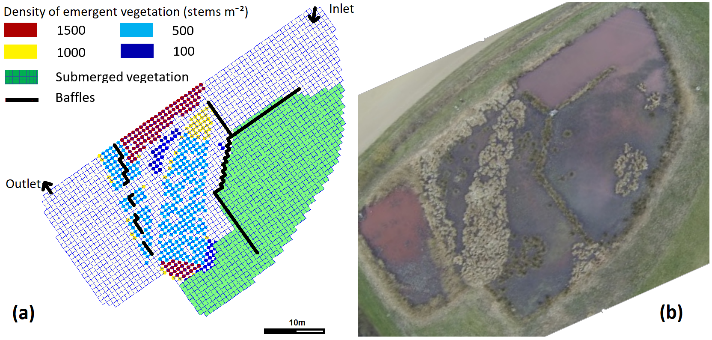 Density of emergent vegetation (stems m⁻²)
1500
500
1000
100
Submerged vegetation
Baffles
Inlet
Outlet
10m
(a)
(b)